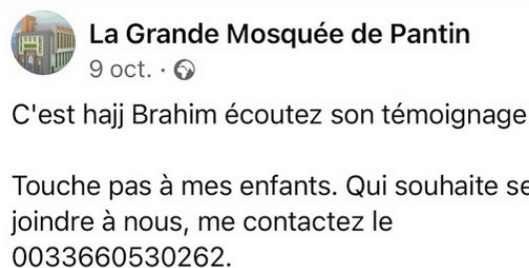 La Grande Mosquée de Pantin
9 oct. ·
C'est hajj Brahim écoutez son témoignage
Touche pas à mes enfants. Qui souhaite se
joindre à nous, me contactez le
0033660530262.